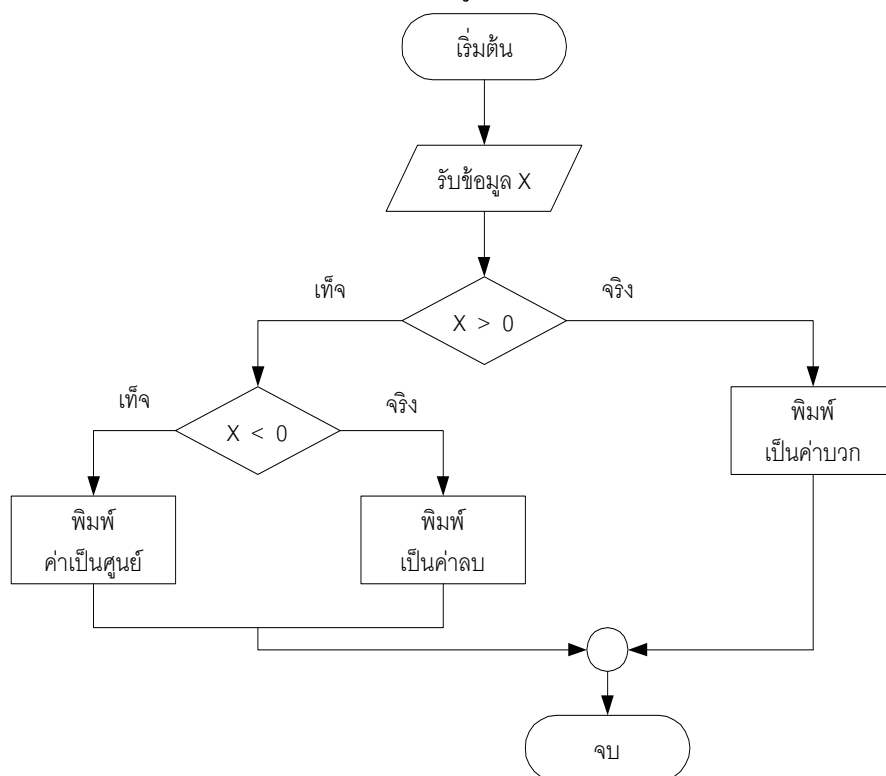 เริ่มต้น
รับข้อมูล X
เท็จ
จริง
X > 0
เท็จ
จริง
X < 0
พิมพ์
เป็นค่าบวก
พิมพ์
ค่าเป็นศูนย์
พิมพ์
เป็นค่าลบ
จบ